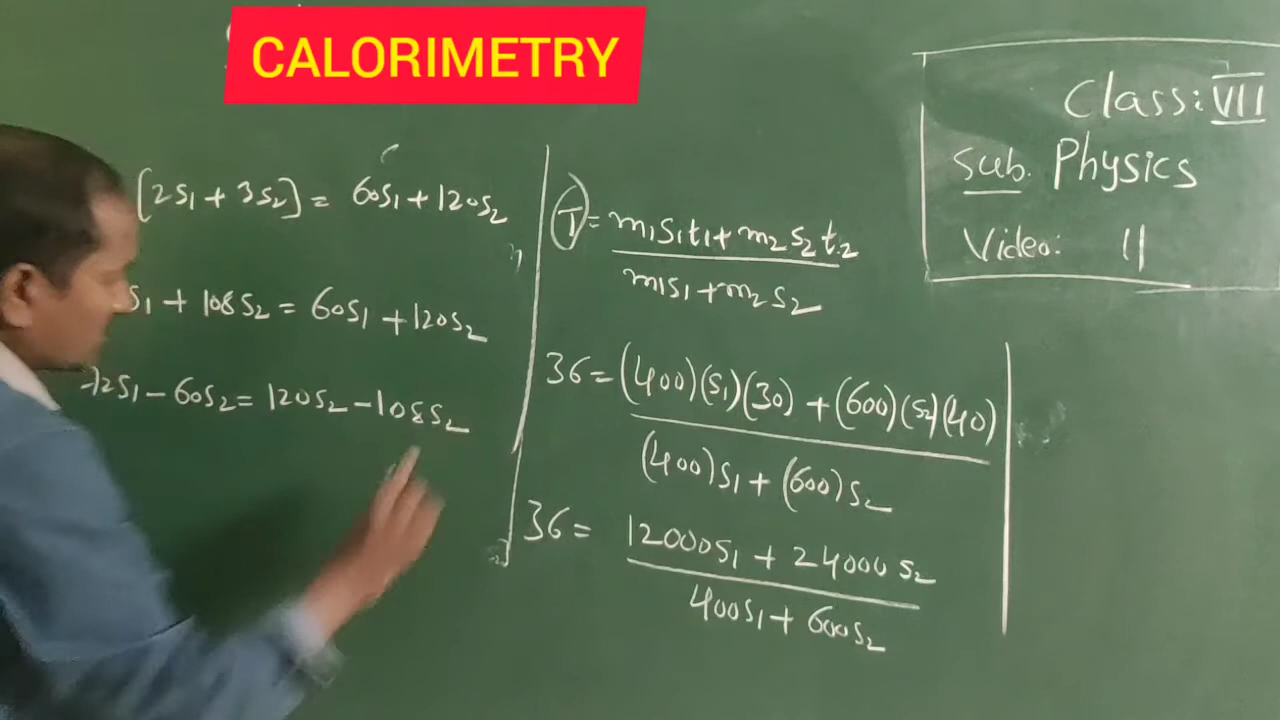 CALORIMETRY
Class: VII
Sub. Physics
Video: 11
[2S₁ + 3S₂] = 60S₁ + 120S₂
S₁ + 108S₂ = 60S₁ + 120S₂
72S₁ - 60S₂ = 120S₂ - 108S₂
T = m₁s₁t₁ + m₂s₂t.₂
m₁s₁ + m₂s₂
36 = (400)(S₁)(30) + (600)(S₂)(40)
(400)S₁ + (600)S₂
36 = 12000S₁ + 24000S₂
400S₁ + 600S₂